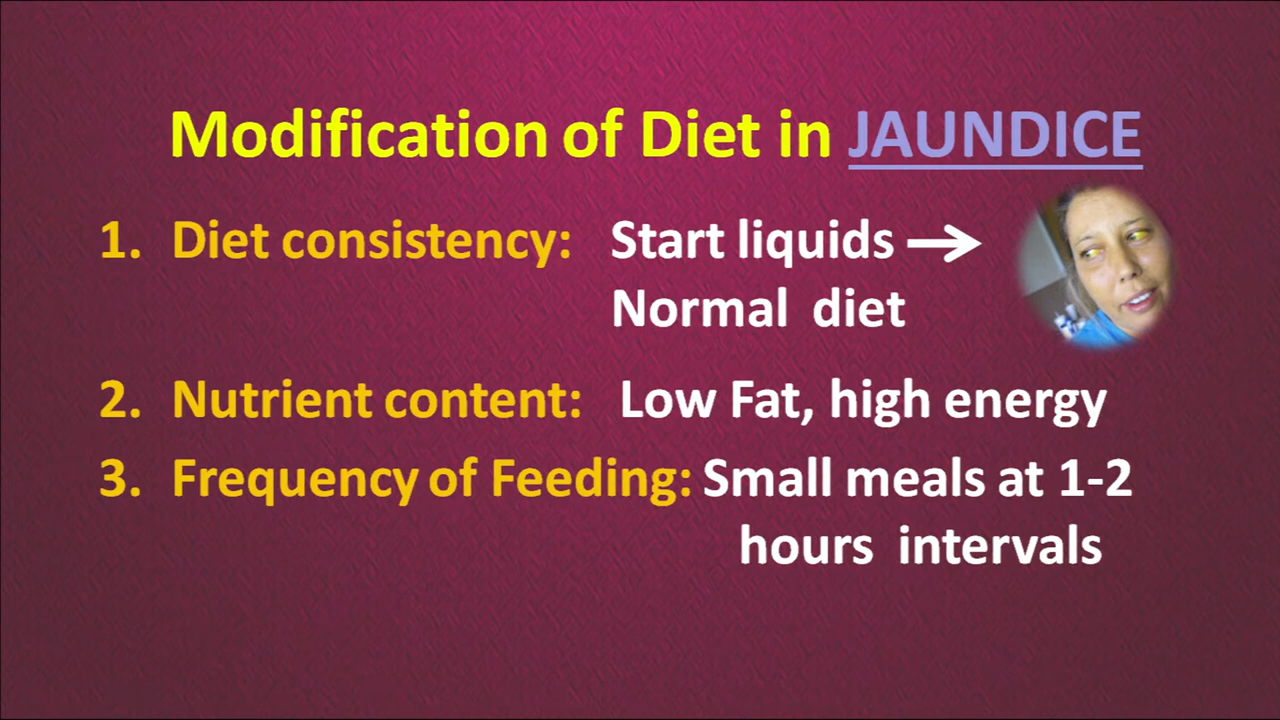 Modification of Diet in JAUNDICE
1. Diet consistency: Start liquids →
Normal diet
2. Nutrient content: Low Fat, high energy
3. Frequency of Feeding: Small meals at 1-2
hours intervals